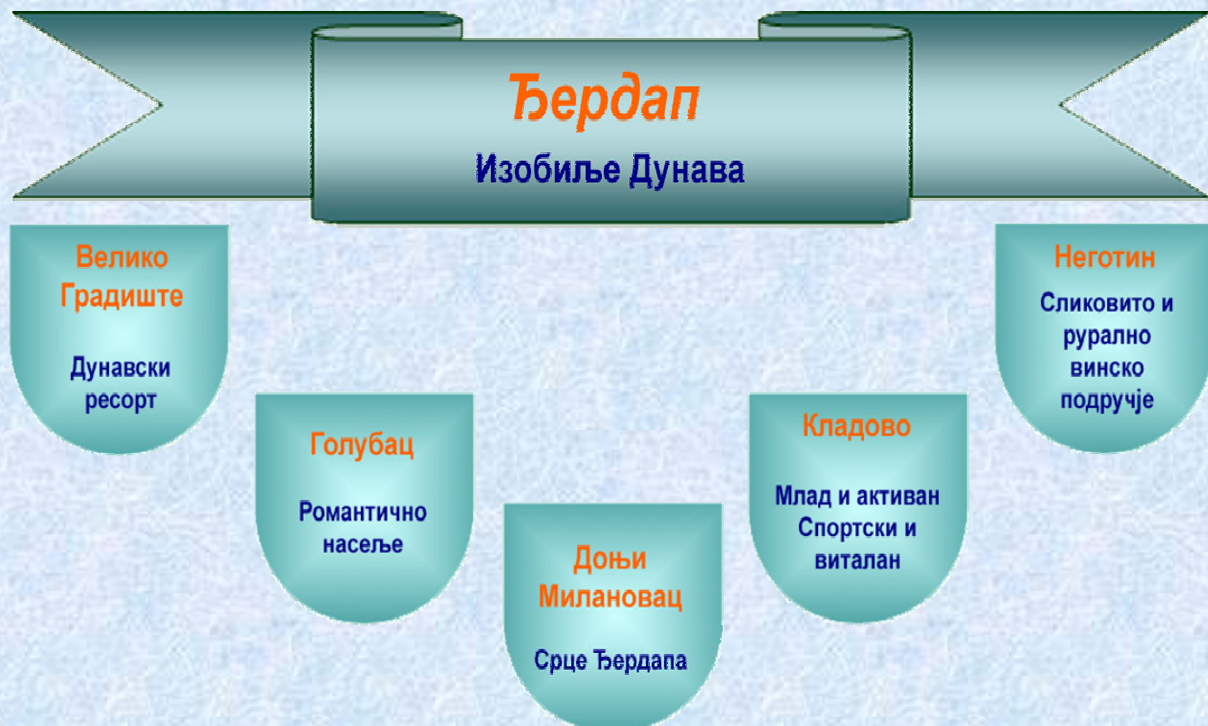 Ђердап
Изобиље Дунава
Велико
Градиште
Дунавски
ресорт
Голубац
Романтично
насеље
Доњи
Милановац
Срце Ђердапа
Кладово
Млад и активан
Спортски и
виталан
Неготин
Сликовито и
рурално
винско
подручје